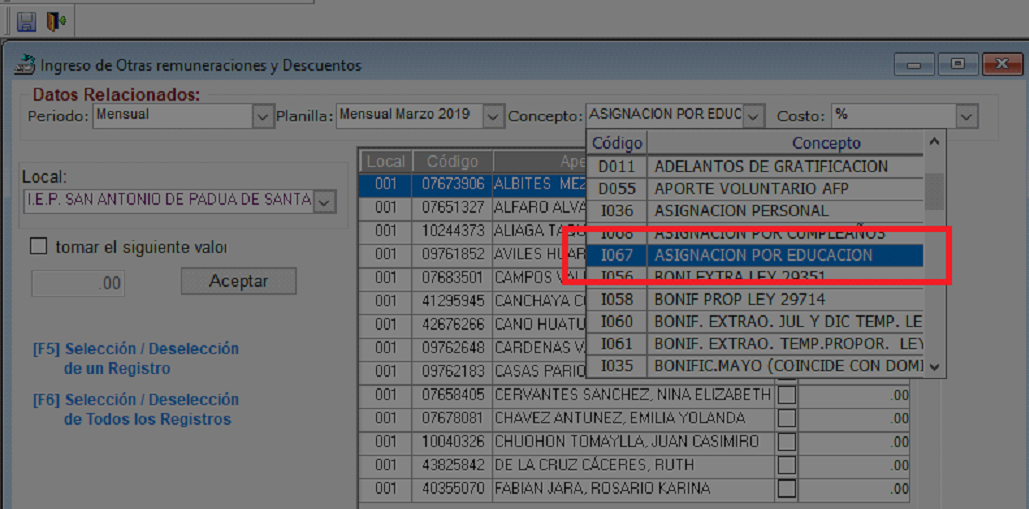 Ingreso de Otras remuneraciones y Descuentos
Datos Relacionados:
Periodo: Mensual Planilla: Mensual Marzo 2019 Concepto: ASIGNACION POR EDUC Costo: %
Código Concepto
D011 ADELANTOS DE GRATIFICACION
D055 APORTE VOLUNTARIO AFP
I036 ASIGNACION PERSONAL
I068 ASIGNACION POR CUMPLEAÑOS
I067 ASIGNACION POR EDUCACION
I056 BONI EXTRA LEY 29351
I058 BONIF PROP LEY 29714
I060 BONIF. EXTRAO. JUL Y DIC TEMP. LE
I061 BONIF. EXTRAO. TEMP.PROPOR. LEY
I035 BONIFIC.MAYO (COINCIDE CON DOMI
Local:
I.E.P. SAN ANTONIO DE PADUA DE SANTA
tomar el siguiente valor
.00 Aceptar
[F5] Selección / Deselección
de un Registro
[F6] Selección / Deselección
de Todos los Registros
Local Código Ape
001 07673906 ALBITES MEZ
001 07651327 ALFARO ALVA
001 10244373 ALIAGA
001 09761852 AVILES HUAR
001 07683501 CAMPOS
001 41295945 CANCHAYA
001 42676266 CANO HUATU
001 09762648 CARDENAS
001 09762183 CASAS PARIO
001 07658405 CERVANTES SANCHEZ, NINA ELIZABETH .00
001 07678081 CHAVEZ ANTUNEZ, EMILIA YOLANDA .00
001 10040326 CHUOHON TOMAYLLA, JUAN CASIMIRO .00
001 43825842 DE LA CRUZ CÁCERES, RUTH .00
001 40355070 FABIAN JARA, ROSARIO KARINA .00